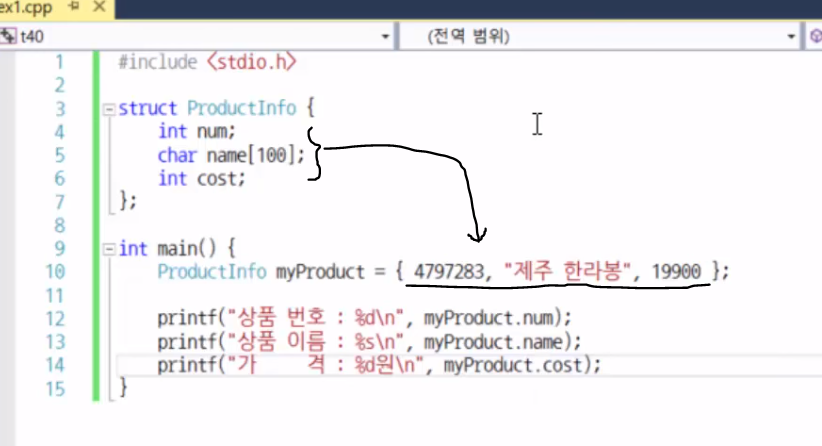 ex1.cpp
t40 (전역 범위)
1 #include <stdio.h>
2
3 struct ProductInfo {
4 int num;
5 char name[100];
6 int cost;
7 };
8
9 int main() {
10 ProductInfo myProduct = { 4797283, "제주 한라봉", 19900 };
11
12 printf("상품 번호 : %d\n", myProduct.num);
13 printf("상품 이름 : %s\n", myProduct.name);
14 printf("가    격 : %d원\n", myProduct.cost);
15 }